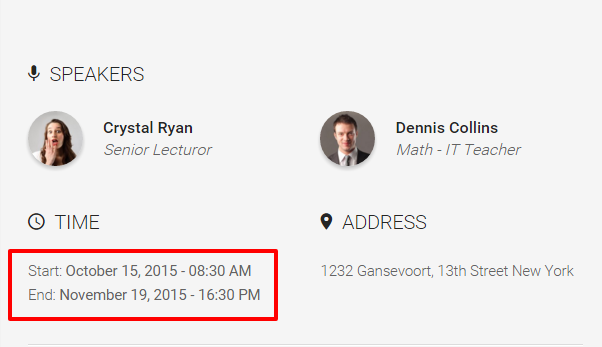 SPEAKERS
Crystal Ryan
Senior Lecturor
Dennis Collins
Math - IT Teacher
TIME
Start: October 15, 2015 - 08:30 AM
End: November 19, 2015 - 16:30 PM
ADDRESS
1232 Gansevoort, 13th Street New York